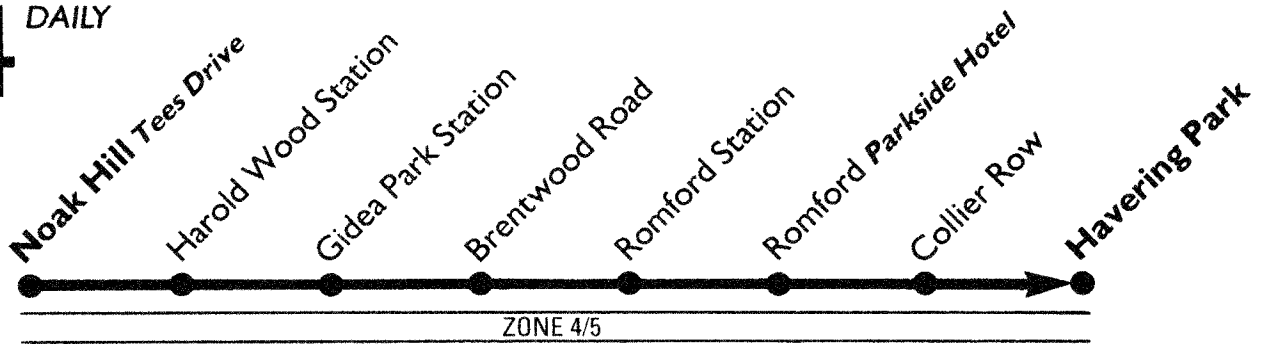 DAILY
Noak Hill Tees Drive
Harold Wood Station
Gidea Park Station
Brentwood Road
Romford Station
Romford Parkside Hotel
Collier Row
Havering Park
ZONE 4/5